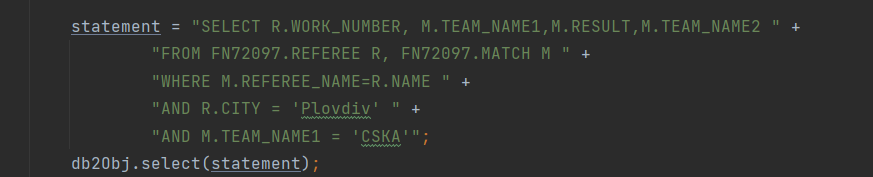 statement = "SELECT R.WORK_NUMBER, M.TEAM_NAME1,M.RESULT,M.TEAM_NAME2 " +
"FROM FN72097.REFEREE R, FN72097.MATCH M " +
"WHERE M.REFEREE_NAME=R.NAME " +
"AND R.CITY = 'Plovdiv' " +
"AND M.TEAM_NAME1 = 'CSKA'";
db2Obj.select(statement);